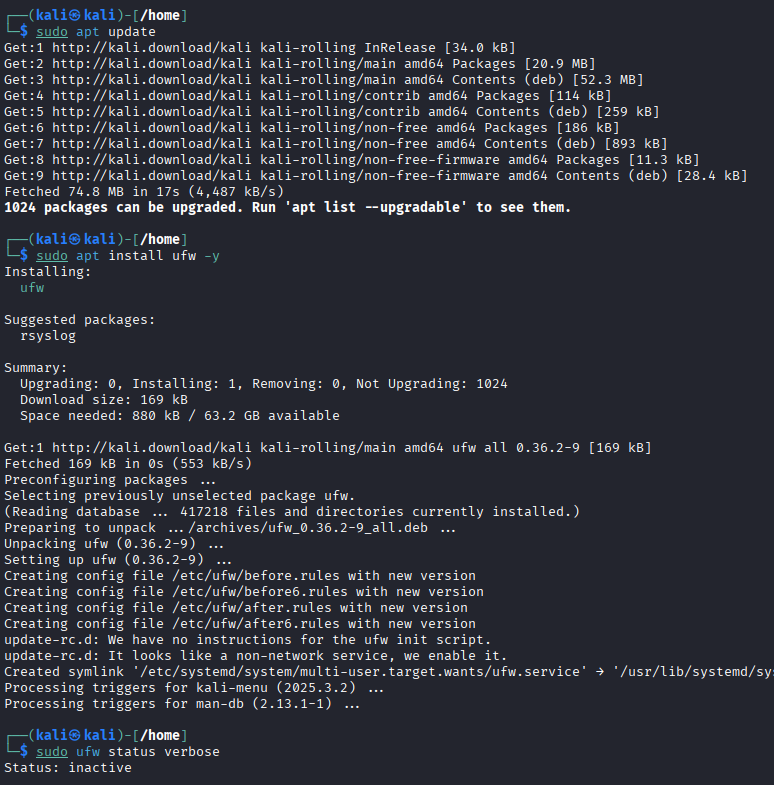 ┌──(kali㉿kali)-[/home]
└─$ sudo apt update
Get:1 http://kali.download/kali kali-rolling InRelease [34.0 kB]
Get:2 http://kali.download/kali kali-rolling/main amd64 Packages [20.9 MB]
Get:3 http://kali.download/kali kali-rolling/main amd64 Contents (deb) [52.3 MB]
Get:4 http://kali.download/kali kali-rolling/contrib amd64 Packages [114 kB]
Get:5 http://kali.download/kali kali-rolling/contrib amd64 Contents (deb) [259 kB]
Get:6 http://kali.download/kali kali-rolling/non-free amd64 Packages [186 kB]
Get:7 http://kali.download/kali kali-rolling/non-free amd64 Contents (deb) [893 kB]
Get:8 http://kali.download/kali kali-rolling/non-free-firmware amd64 Packages [11.3 kB]
Get:9 http://kali.download/kali kali-rolling/non-free-firmware amd64 Contents (deb) [28.4 kB]
Fetched 74.8 MB in 17s (4,487 kB/s)
1024 packages can be upgraded. Run 'apt list --upgradable' to see them.
┌──(kali㉿kali)-[/home]
└─$ sudo apt install ufw -y
Installing:
  ufw
Suggested packages:
  rsyslog
Summary:
  Upgrading: 0, Installing: 1, Removing: 0, Not Upgrading: 1024
  Download size: 169 kB
  Space needed: 880 kB / 63.2 GB available
Get:1 http://kali.download/kali kali-rolling/main amd64 ufw all 0.36.2-9 [169 kB]
Fetched 169 kB in 0s (553 kB/s)
Preconfiguring packages ...
Selecting previously unselected package ufw.
(Reading database ... 417218 files and directories currently installed.)
Preparing to unpack .../archives/ufw_0.36.2-9_all.deb ...
Unpacking ufw (0.36.2-9) ...
Setting up ufw (0.36.2-9) ...
Creating config file /etc/ufw/before.rules with new version
Creating config file /etc/ufw/before6.rules with new version
Creating config file /etc/ufw/after.rules with new version
Creating config file /etc/ufw/after6.rules with new version
update-rc.d: We have no instructions for the ufw init script.
update-rc.d: It looks like a non-network service, we enable it.
Created symlink '/etc/systemd/system/multi-user.target.wants/ufw.service' → '/usr/lib/systemd/sy
Processing triggers for kali-menu (2025.3.2) ...
Processing triggers for man-db (2.13.1-1) ...
┌──(kali㉿kali)-[/home]
└─$ sudo ufw status verbose
Status: inactive